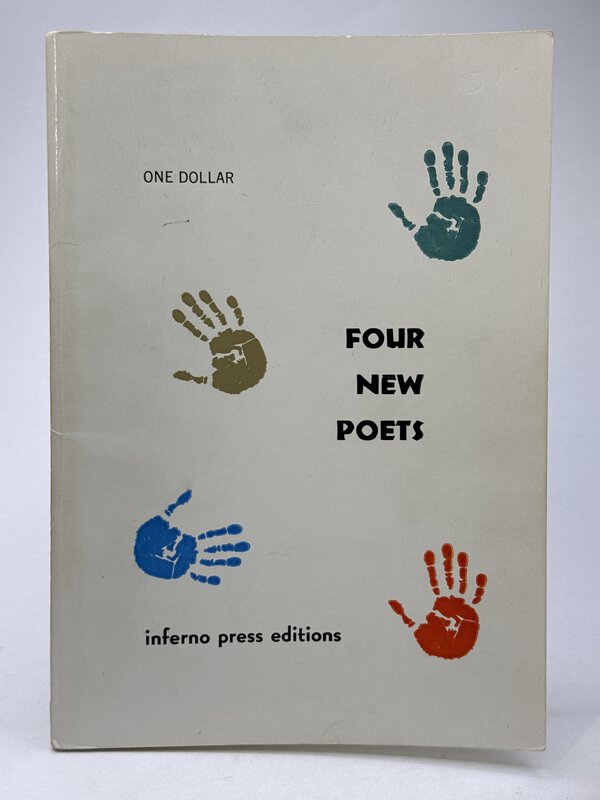 ONE DOLLAR
FOUR
NEW
POETS
inferno press editions